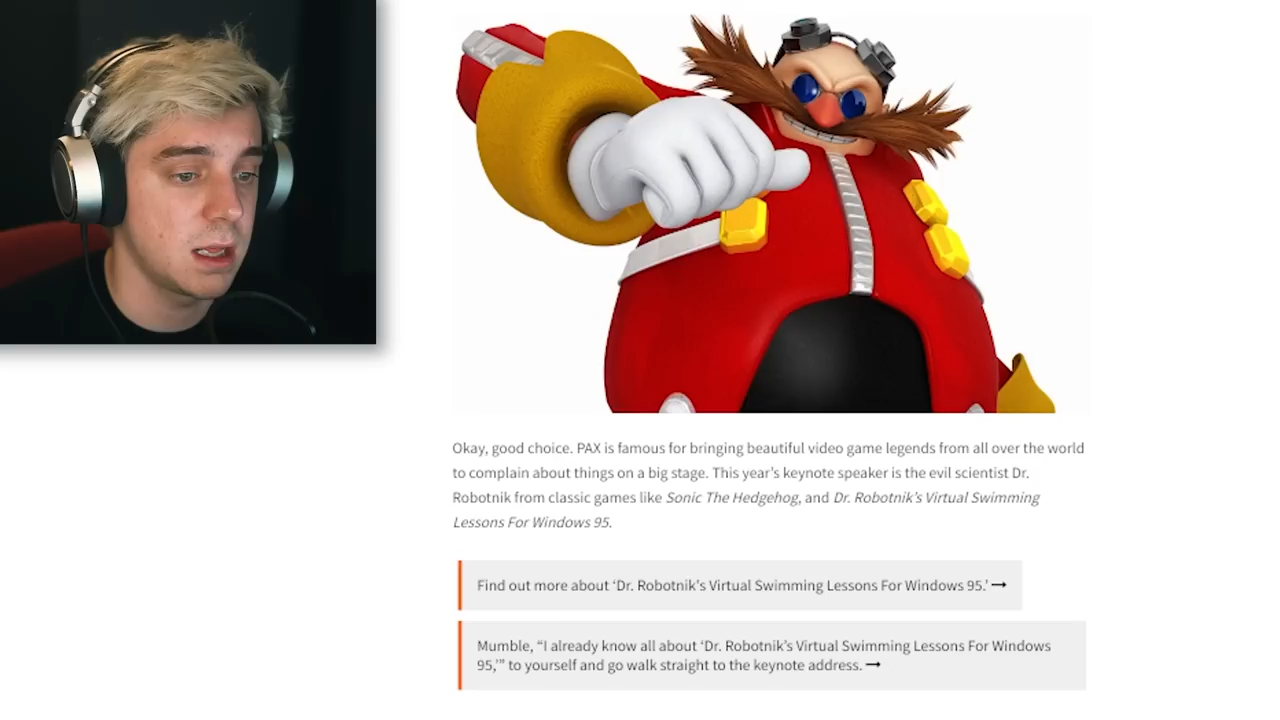 Okay, good choice. PAX is famous for bringing beautiful video game legends from all over the world
to complain about things on a big stage. This year’s keynote speaker is the evil scientist Dr.
Robotnik from classic games like Sonic The Hedgehog, and Dr. Robotnik’s Virtual Swimming
Lessons For Windows 95.
Find out more about ‘Dr. Robotnik’s Virtual Swimming Lessons For Windows 95.’ →
Mumble, “I already know all about ‘Dr. Robotnik’s Virtual Swimming Lessons For Windows
95,’” to yourself and go walk straight to the keynote address. →